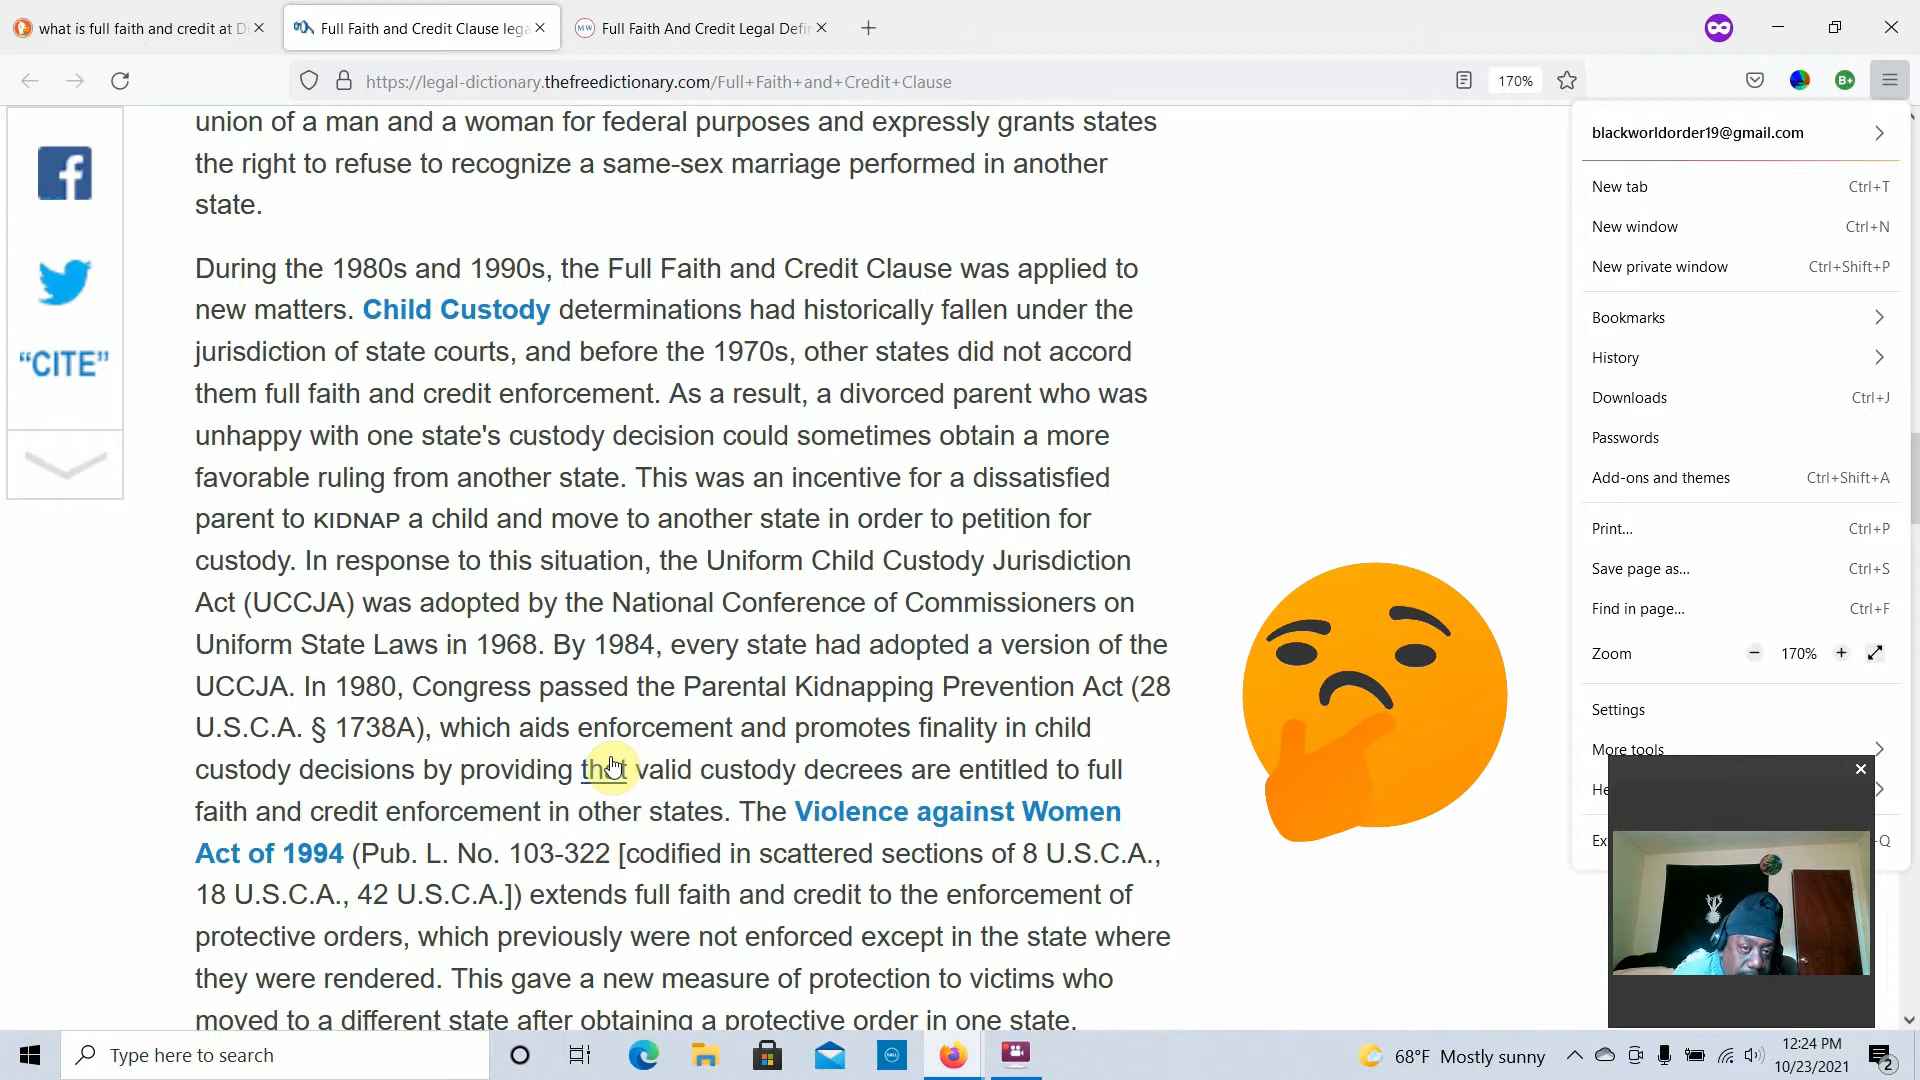 what is full faith and credit at D
Full Faith and Credit Clause lega
MW
Full Faith And Credit Legal Defin
https://legal-dictionary.thefreedictionary.com/Full+Faith+and+Credit+Clause
170%
B+
union of a man and a woman for federal purposes and expressly grants states
the right to refuse to recognize a same-sex marriage performed in another
state.
During the 1980s and 1990s, the Full Faith and Credit Clause was applied to
new matters. Child Custody determinations had historically fallen under the
jurisdiction of state courts, and before the 1970s, other states did not accord
them full faith and credit enforcement. As a result, a divorced parent who was
unhappy with one state's custody decision could sometimes obtain a more
favorable ruling from another state. This was an incentive for a dissatisfied
parent to KIDNAP a child and move to another state in order to petition for
custody. In response to this situation, the Uniform Child Custody Jurisdiction
Act (UCCJA) was adopted by the National Conference of Commissioners on
Uniform State Laws in 1968. By 1984, every state had adopted a version of the
UCCJA. In 1980, Congress passed the Parental Kidnapping Prevention Act (28
U.S.C.A. § 1738A), which aids enforcement and promotes finality in child
custody decisions by providing that valid custody decrees are entitled to full
faith and credit enforcement in other states. The Violence against Women
Act of 1994 (Pub. L. No. 103-322 [codified in scattered sections of 8 U.S.C.A.,
18 U.S.C.A., 42 U.S.C.A.]) extends full faith and credit to the enforcement of
protective orders, which previously were not enforced except in the state where
they were rendered. This gave a new measure of protection to victims who
moved to a different state after obtaining a protective order in one state.
"CITE"
blackworldorder19@gmail.com
New tab Ctrl+T
New window Ctrl+N
New private window Ctrl+Shift+P
Bookmarks
History
Downloads Ctrl+J
Passwords
Add-ons and themes Ctrl+Shift+A
Print... Ctrl+P
Save page as... Ctrl+S
Find in page... Ctrl+F
Zoom 170%
Settings
More tools
He
Ex Q
Type here to search
DELL
68°F Mostly sunny
12:24 PM
10/23/2021
2